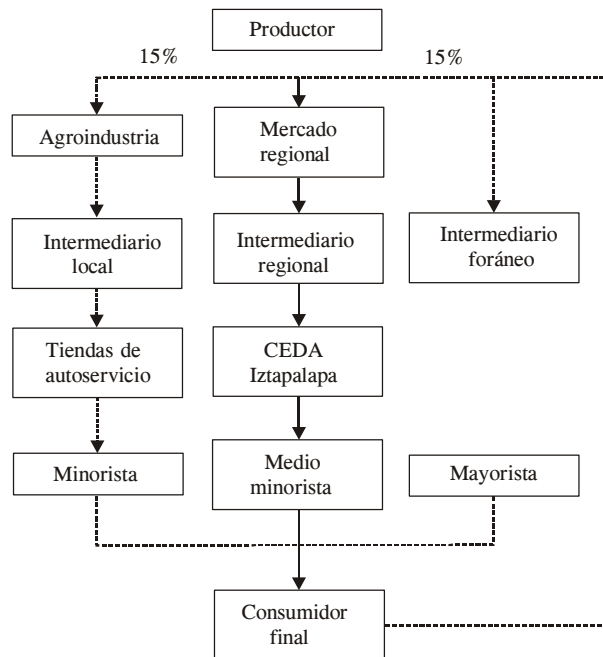 Productor
15%
15%
Agroindustria
Mercado
regional
Intermediario
local
Intermediario
regional
Intermediario
foráneo
Tiendas de
autoservicio
CEDA
Iztapalapa
Minorista
Medio
minorista
Mayorista
Consumidor
final